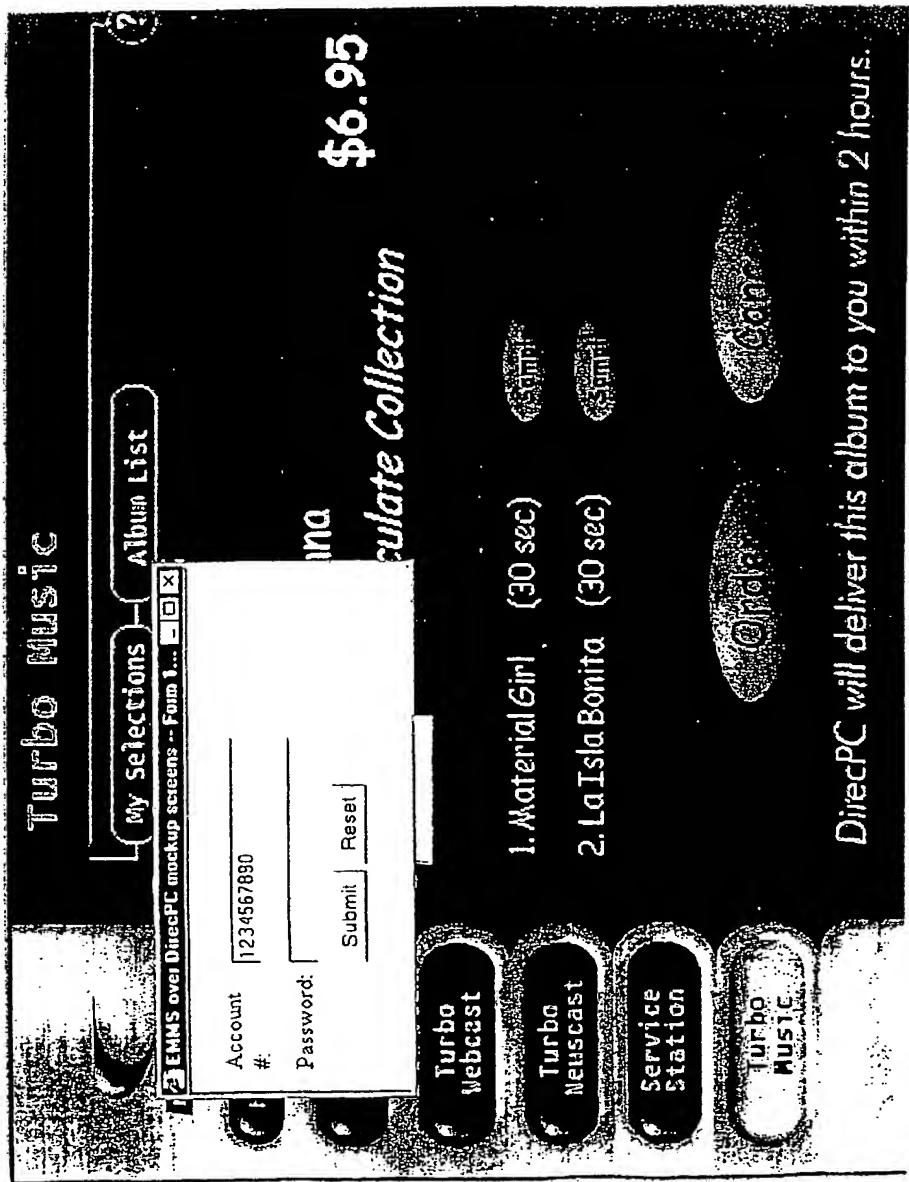 Turbo Music
?
My Selections
Album List
EMMS over DirecPC mockup screens -- Form 1...
Account #: 1234567890
Password:
Submit Reset
nna
culate Collection
$6.95
1. Material Girl (30 sec)
2. La Isla Bonita (30 sec)
DirecPC will deliver this album to you within 2 hours.
Turbo
Webcast
Turbo
Newscast
Service
Station
Turbo
Music